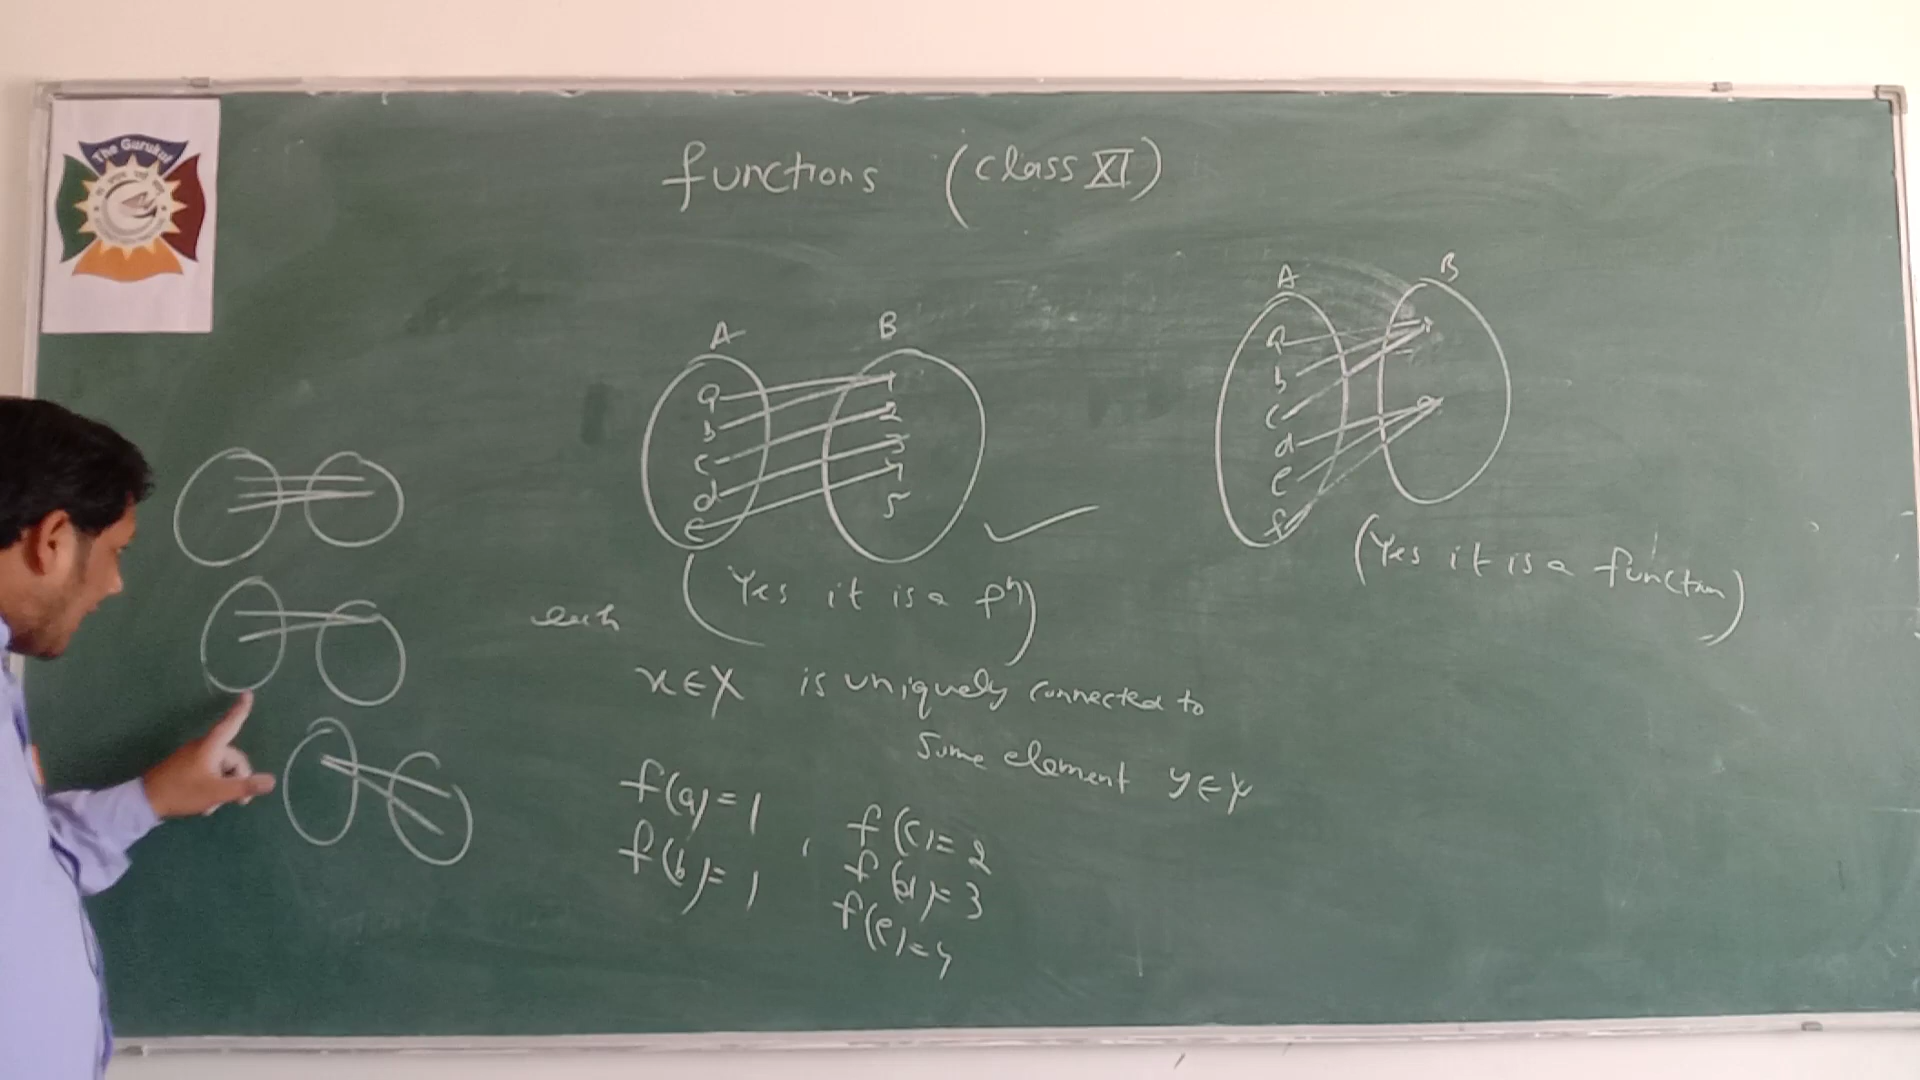 The Gurukul
functions (class XI)
A B
a 1
b 2
c 3
d 4
e 5
(Yes it is a fn)
A B
a
b
c
d
e
f
(Yes it is a function)
each
x∈X is uniquely connected to
some element y∈Y
f(a)=1 , f(c)=2
f(b)=1 f(d)=3
f(e)=4